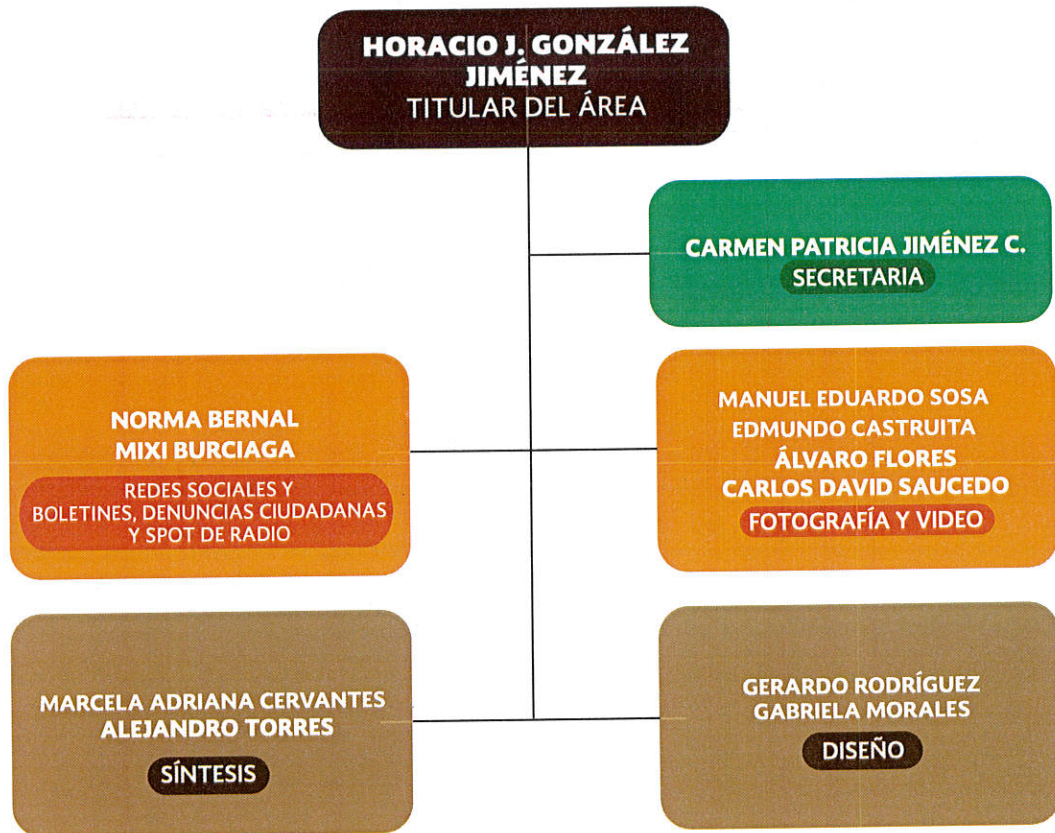 HORACIO J. GONZÁLEZ
JIMÉNEZ
TITULAR DEL ÁREA
CARMEN PATRICIA JIMÉNEZ C.
SECRETARIA
NORMA BERNAL
MIXI BURCIAGA
REDES SOCIALES Y
BOLETINES, DENUNCIAS CIUDADANAS
Y SPOT DE RADIO
MANUEL EDUARDO SOSA
EDMUNDO CASTRUITA
ÁLVARO FLORES
CARLOS DAVID SAUCEDO
FOTOGRAFÍA Y VIDEO
MARCELA ADRIANA CERVANTES
ALEJANDRO TORRES
SÍNTESIS
GERARDO RODRÍGUEZ
GABRIELA MORALES
DISEÑO